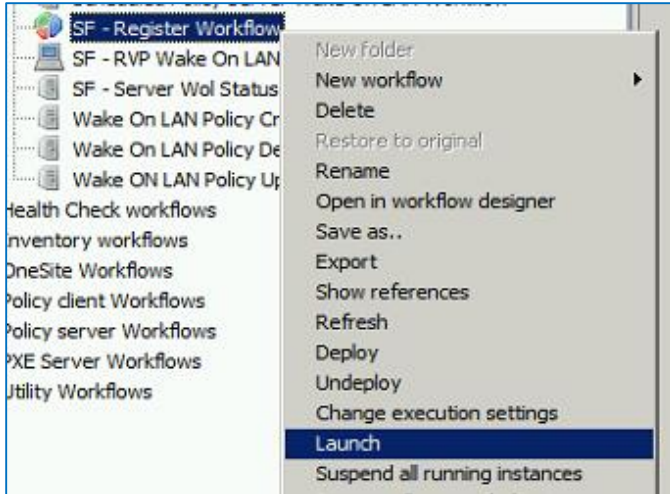 SF - Register Workflow
SF - RVP Wake On LAN
SF - Server Wol Status
Wake On LAN Policy Cr
Wake On LAN Policy De
Wake ON LAN Policy Up
Health Check workflows
Inventory workflows
OneSite Workflows
Policy client Workflows
Policy server Workflows
PXE Server Workflows
Utility Workflows
New folder
New workflow
Delete
Restore to original
Rename
Open in workflow designer
Save as..
Export
Show references
Refresh
Deploy
Undeploy
Change execution settings
Launch
Suspend all running instances